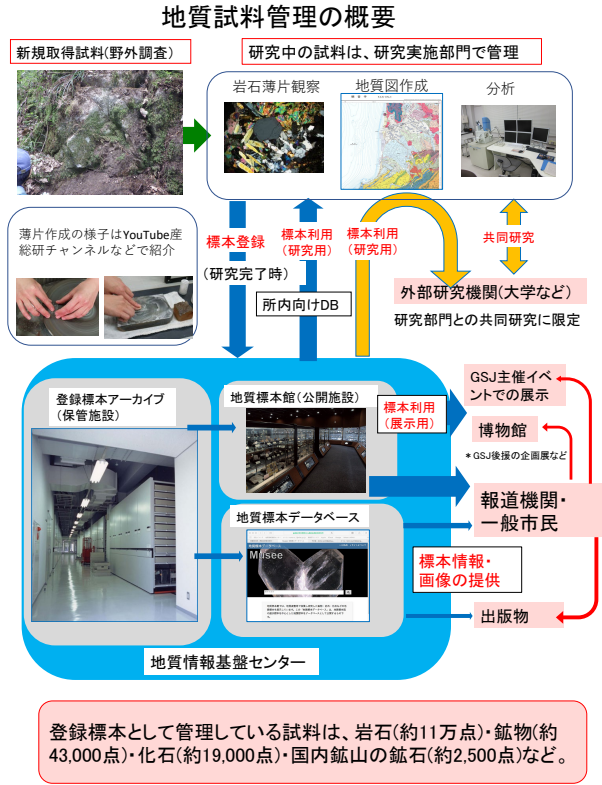 地質試料管理の概要
新規取得試料(野外調査)
研究中の試料は、研究実施部門で管理
岩石薄片観察
地質図作成
分析
薄片作成の様子はYouTube産
総研チャンネルなどで紹介
標本登録
(研究完了時)
標本利用
(研究用)
標本利用
(研究用)
共同研究
所内向けDB
外部研究機関(大学など)
研究部門との共同研究に限定
登録標本アーカイブ
(保管施設)
地質標本館(公開施設)
標本利用
(展示用)
GSJ主催イベ
ントでの展示
博物館
*GSJ後援の企画展など
報道機関・
一般市民
地質標本データベース
Musee
標本情報・
画像の提供
出版物
地質情報基盤センター
登録標本として管理している試料は、岩石(約11万点)・鉱物(約
43,000点)・化石(約19,000点)・国内鉱山の鉱石(約2,500点)など。